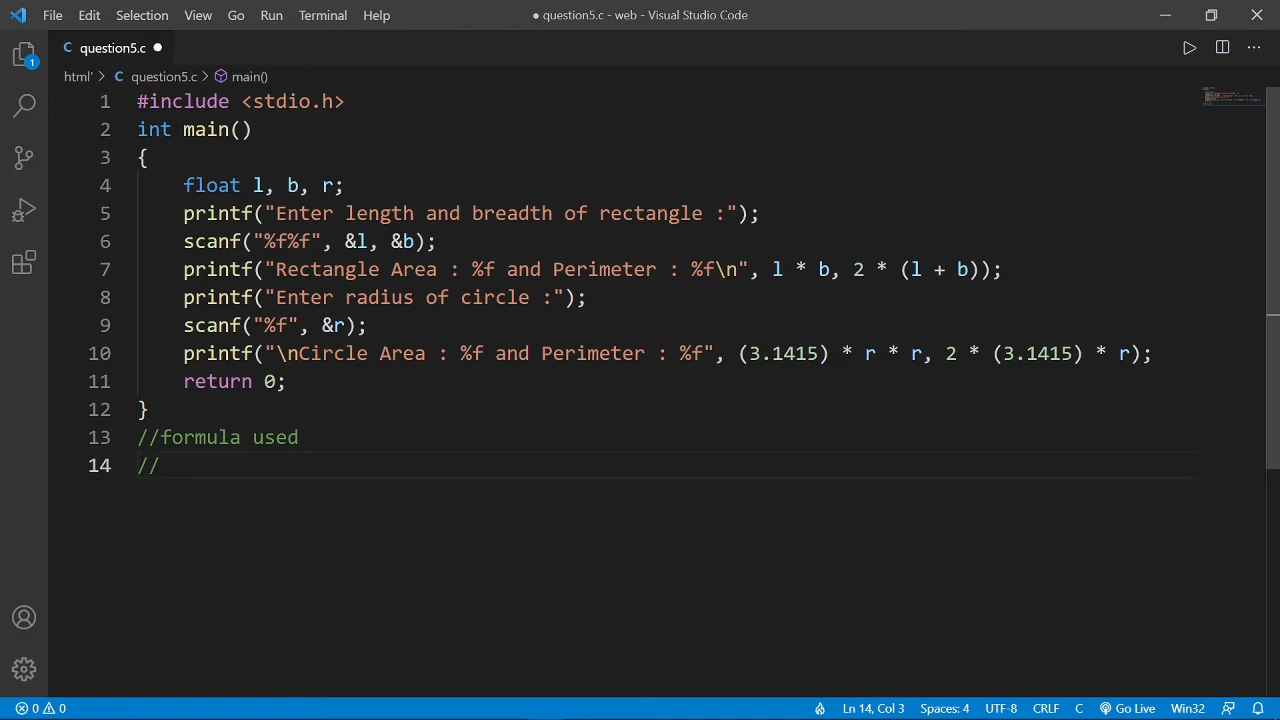 File Edit Selection View Go Run Terminal Help ● question5.c - web - Visual Studio Code
C question5.c ●
html' > C question5.c > main()
1 #include <stdio.h>
2 int main()
3 {
4 float l, b, r;
5 printf("Enter length and breadth of rectangle :");
6 scanf("%f%f", &l, &b);
7 printf("Rectangle Area : %f and Perimeter : %f\n", l * b, 2 * (l + b));
8 printf("Enter radius of circle :");
9 scanf("%f", &r);
10 printf("\nCircle Area : %f and Perimeter : %f", (3.1415) * r * r, 2 * (3.1415) * r);
11 return 0;
12 }
13 //formula used
14 //
1
0 0 Ln 14, Col 3 Spaces: 4 UTF-8 CRLF C Go Live Win32